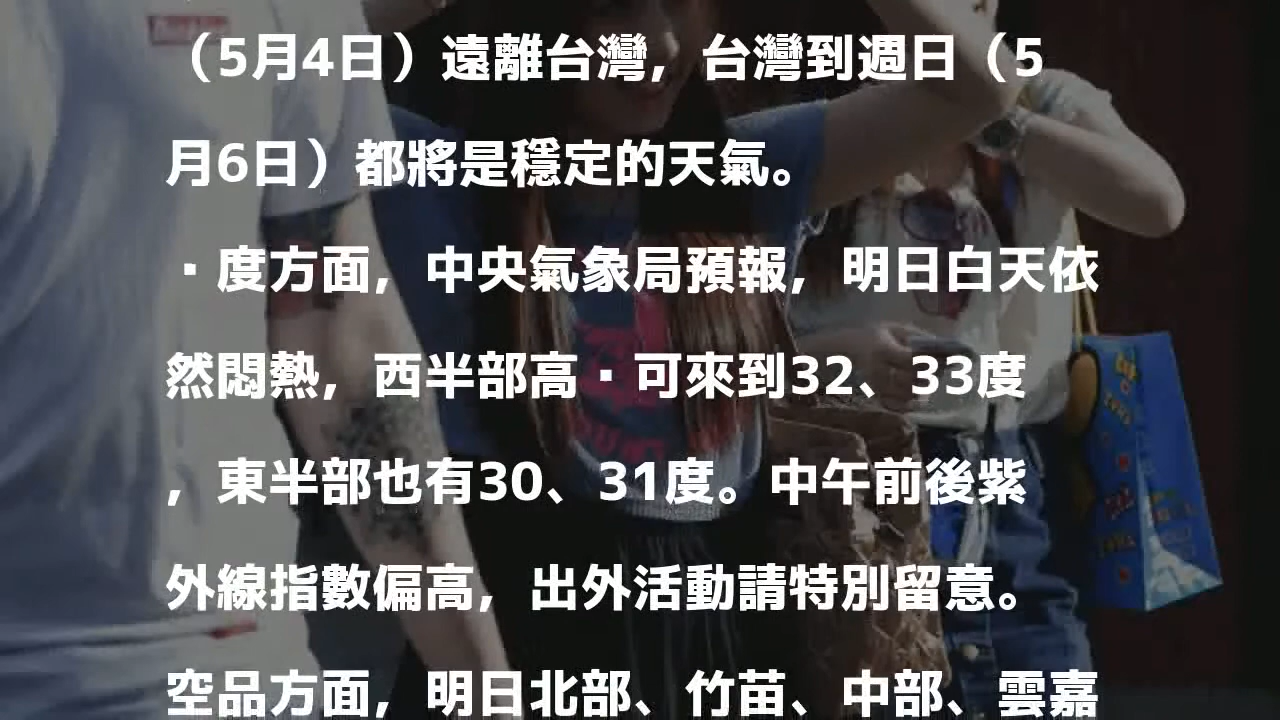 （5月4日）遠離台灣，台灣到週日（5
月6日）都將是穩定的天氣。
·度方面，中央氣象局預報，明日白天依
然悶熱，西半部高·可來到32、33度
，東半部也有30、31度。中午前後紫
外線指數偏高，出外活動請特別留意。
空品方面，明日北部、竹苗、中部、雲嘉